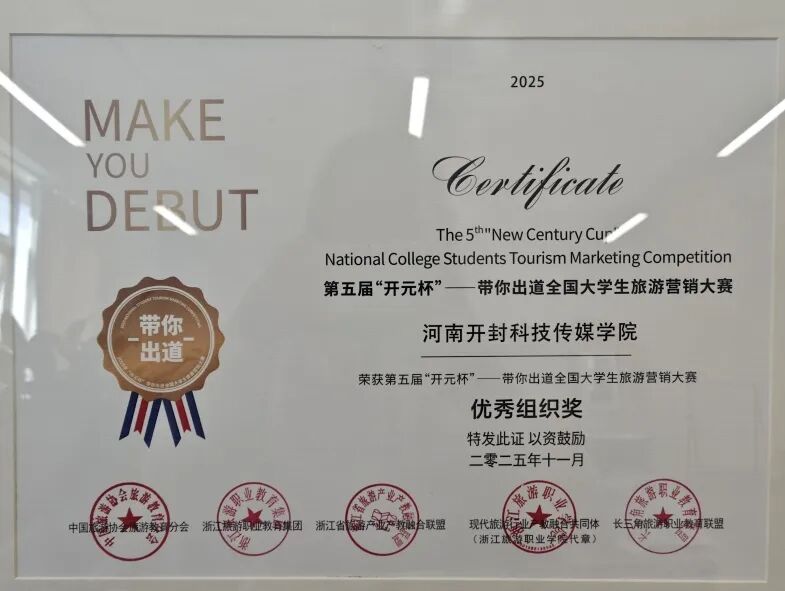 2025
MAKE
YOU
DEBUT
Certificate
The 5th "New Century Cup"
National College Students Tourism Marketing Competition
第五届“开元杯”——带你出道全国大学生旅游营销大赛
河南开封科技传媒学院
荣获第五届“开元杯”——带你出道全国大学生旅游营销大赛
优秀组织奖
特发此证 以资鼓励
二零二五年十一月
带你
出道
中国旅游协会旅游教育分会
浙江旅游职业教育集团
浙江省旅游产业产教融合联盟
现代旅游行业产教融合共同体
(浙江旅游职业学院代章)
长三角旅游职业教育联盟